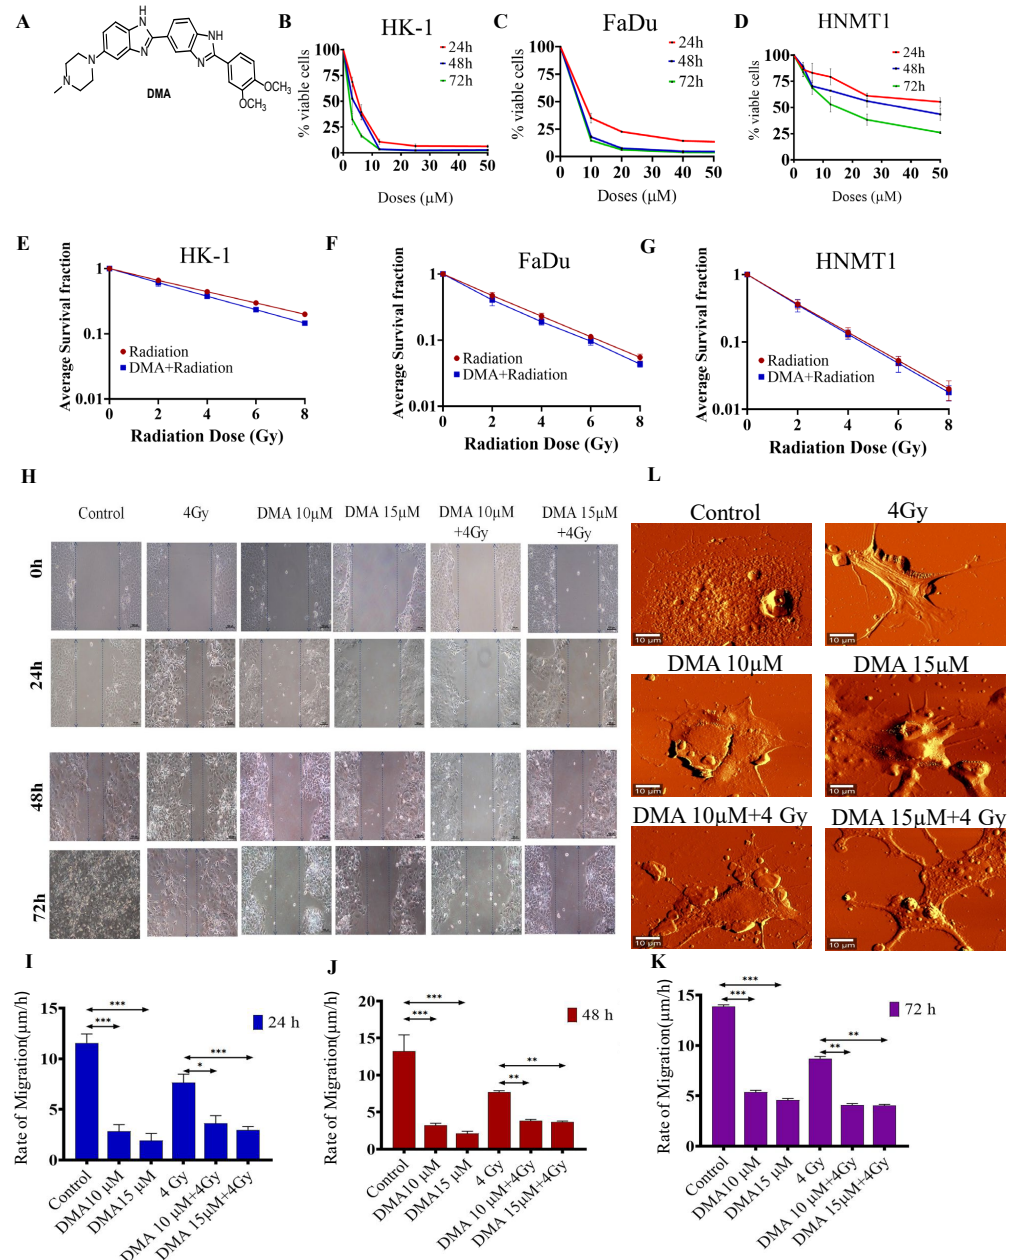 A
H
N
N
NH
N
N
N
DMA
OCH3
OCH3
B
HK-1
% viable cells
100
75
50
25
0
0 10 20 30 40 50
24h
48h
72h
Doses (µM)
C
FaDu
% viable cells
100
75
50
25
0
0 10 20 30 40 50
24h
48h
72h
Doses (µM)
D
HNMT1
% viable cells
100
75
50
25
0
0 10 20 30 40 50
24h
48h
72h
Doses (µM)
E
HK-1
Average Survival fraction
1
0.1
0.01
Radiation
DMA+Radiation
0 2 4 6 8
Radiation Dose (Gy)
F
FaDu
Average Survival fraction
1
0.1
0.01
Radiation
DMA+Radiation
0 2 4 6 8
Radiation Dose (Gy)
G
HNMT1
Average Survival fraction
1
0.1
0.01
Radiation
DMA+Radiation
0 2 4 6 8
Radiation Dose (Gy)
H
Control 4Gy DMA 10µM DMA 15µM DMA 10µM +4Gy DMA 15µM +4Gy
0h
24h
48h
72h
L
Control
10 µm
4Gy
10 µm
DMA 10µM
10 µm
DMA 15µM
10 µm
DMA 10µM+4 Gy
10 µm
DMA 15µM+4 Gy
10 µm
I
Rate of Migration(µm/h)
15
10
5
0
***
***
***
*
24 h
Control
DMA10 µM
DMA15 µM
4 Gy
DMA 10 µM+4Gy
DMA 15µM+4Gy
J
Rate of Migration(µm/h)
20
15
10
5
0
***
***
**
**
48 h
Control
DMA10 µM
DMA15 µM
4 Gy
DMA 10 µM+4Gy
DMA 15µM+4Gy
K
Rate of Migration(µm/h)
15
10
5
0
***
***
**
**
72 h
Control
DMA10 µM
DMA15 µM
4 Gy
DMA 10 µM+4Gy
DMA 15µM+4Gy